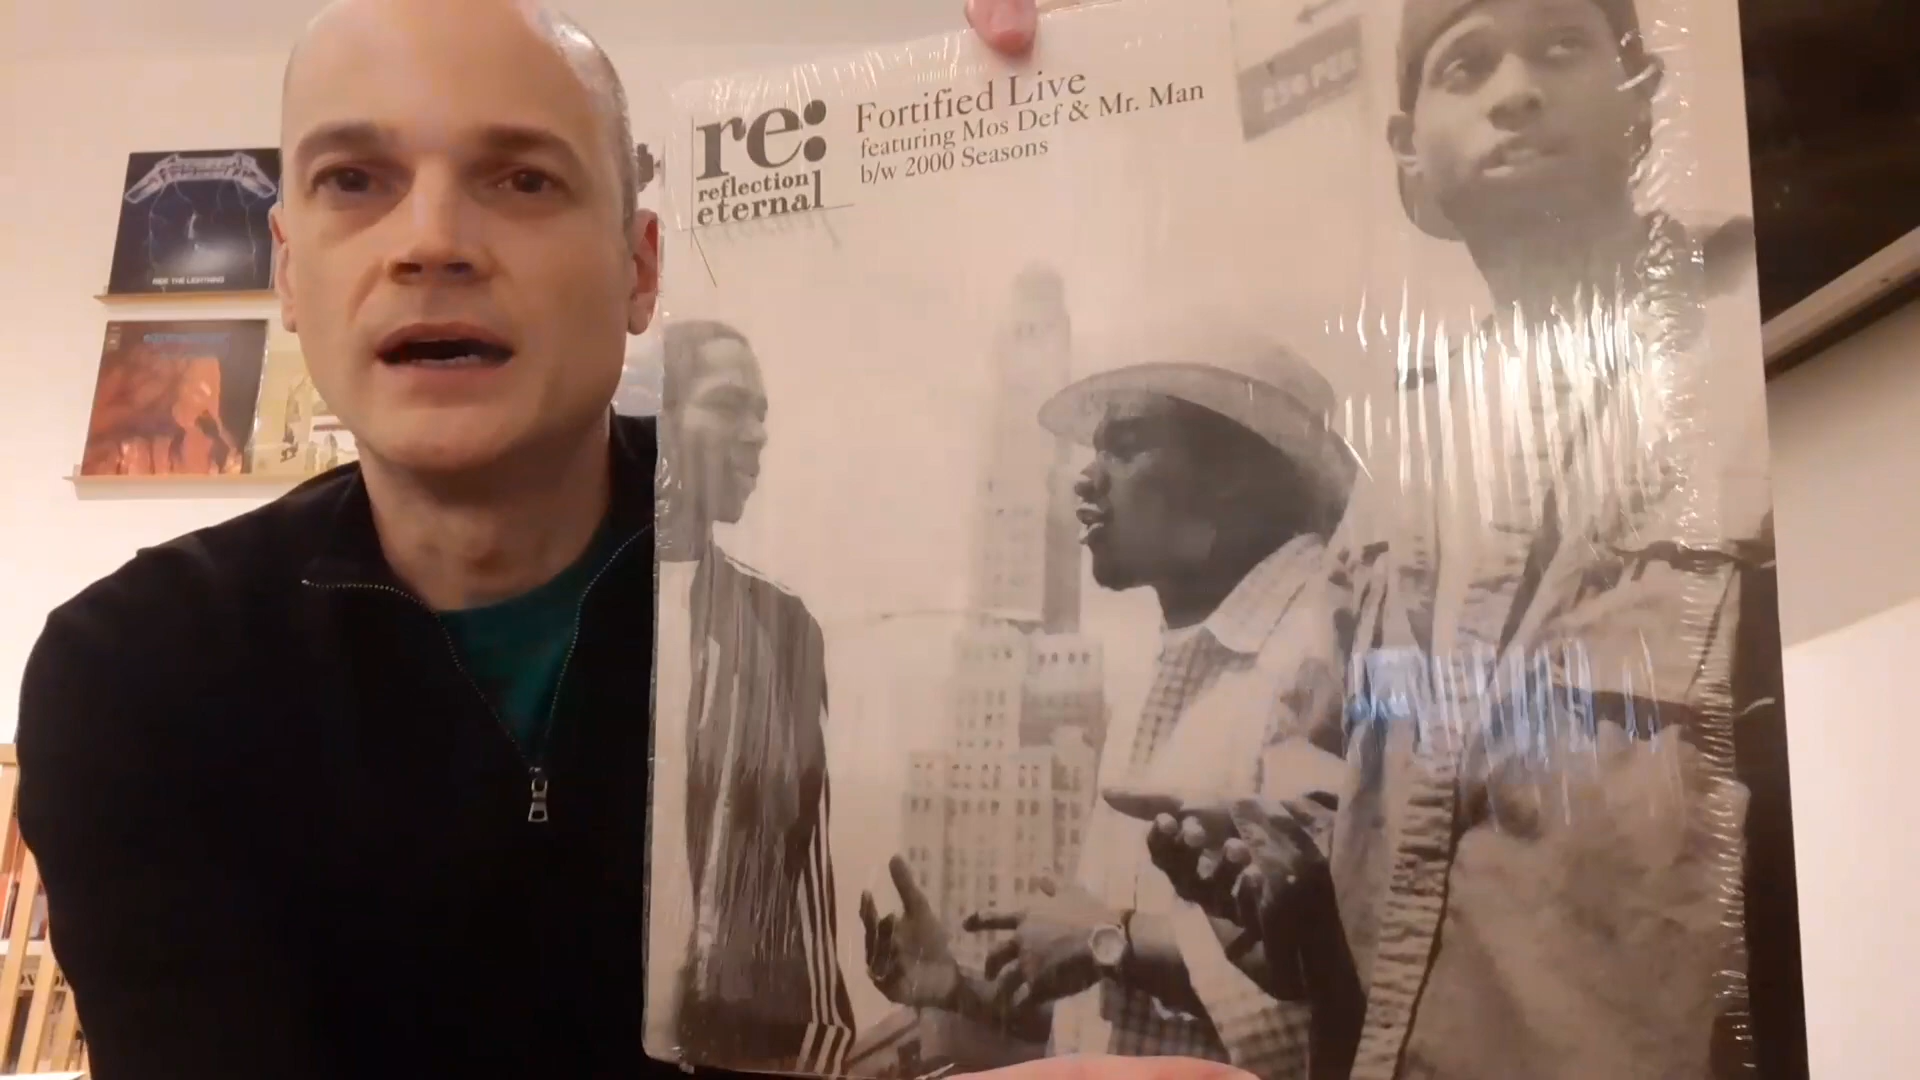 re:
reflection
eternal
Fortified Live
featuring Mos Def & Mr. Man
b/w 2000 Seasons
RIDE THE LIGHTNING